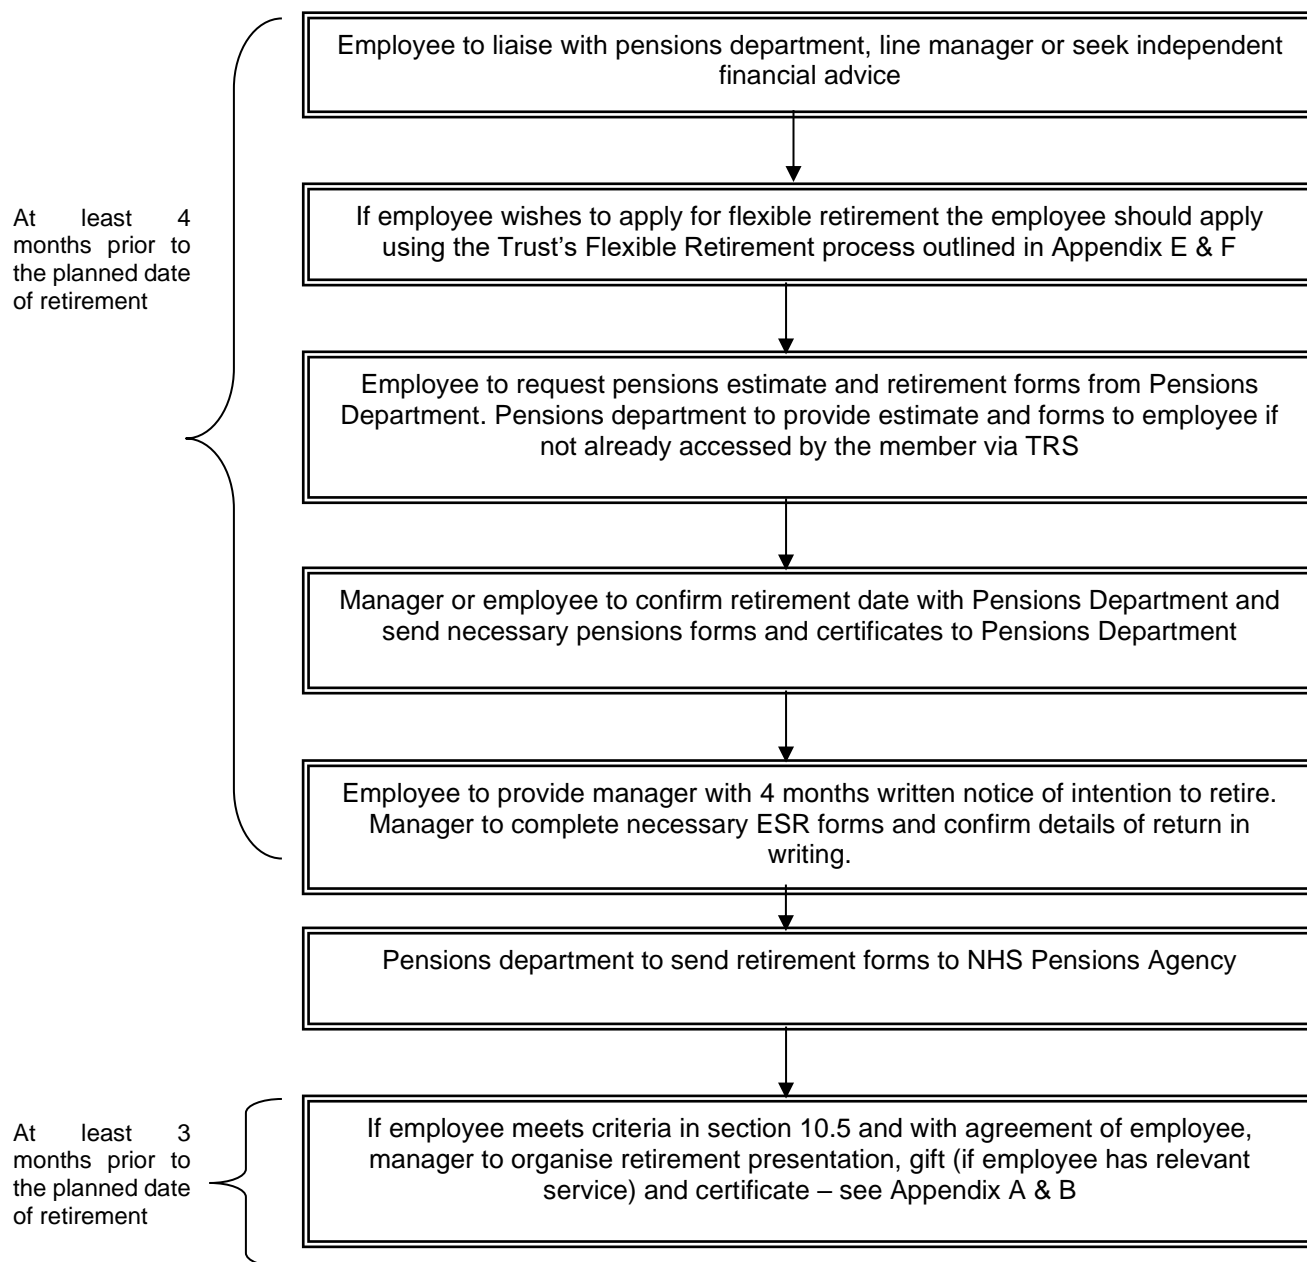 Employee to liaise with pensions department, line manager or seek independent
financial advice
At least 4
months prior to
the planned date
of retirement
If employee wishes to apply for flexible retirement the employee should apply
using the Trust’s Flexible Retirement process outlined in Appendix E & F
Employee to request pensions estimate and retirement forms from Pensions
Department. Pensions department to provide estimate and forms to employee if
not already accessed by the member via TRS
Manager or employee to confirm retirement date with Pensions Department and
send necessary pensions forms and certificates to Pensions Department
Employee to provide manager with 4 months written notice of intention to retire.
Manager to complete necessary ESR forms and confirm details of return in
writing.
Pensions department to send retirement forms to NHS Pensions Agency
At least 3
months prior to
the planned date
of retirement
If employee meets criteria in section 10.5 and with agreement of employee,
manager to organise retirement presentation, gift (if employee has relevant
service) and certificate – see Appendix A & B